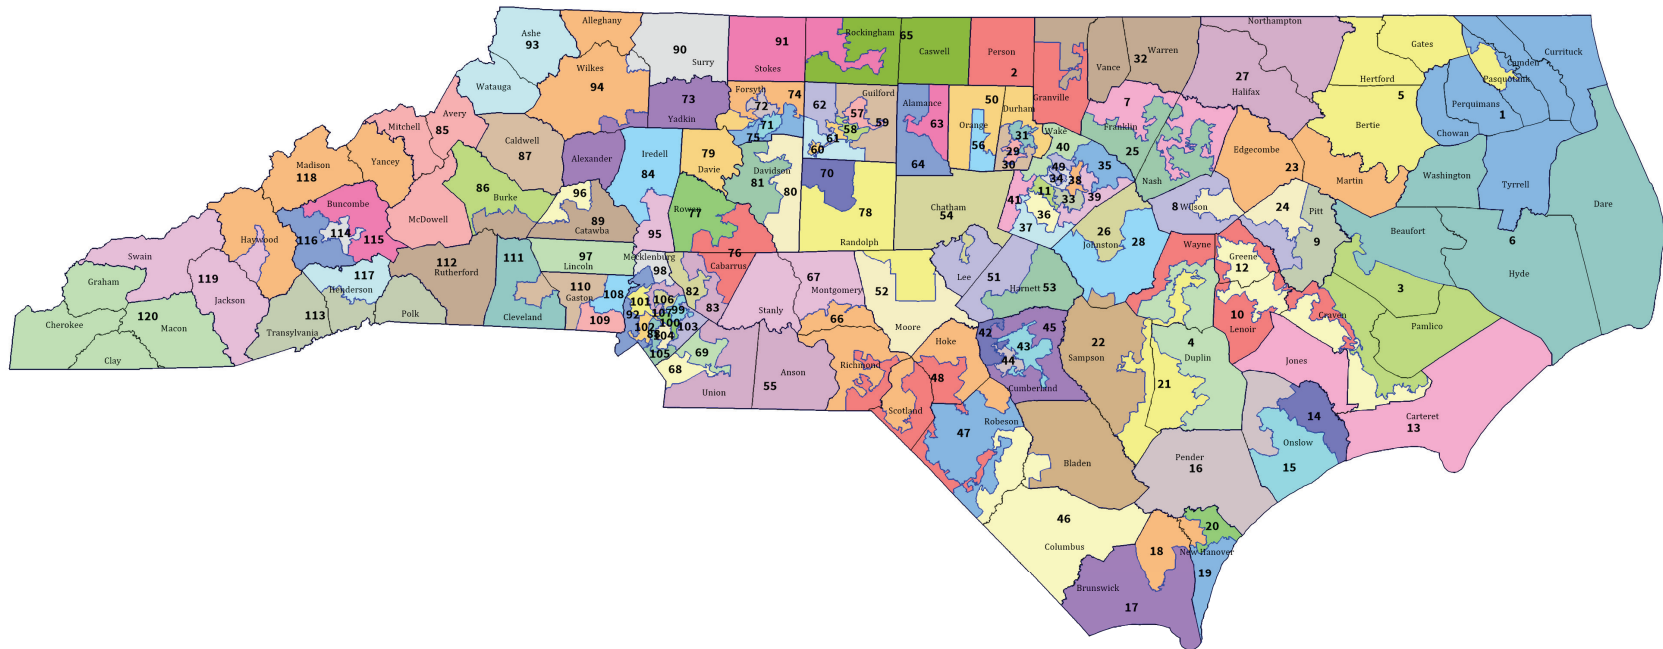 Ashe
93
Alleghany
90
Surry
91
Stokes
Rockingham
65
Caswell
Person
2
Granville
Vance
32
Warren
Northampton
27
Halifax
Gates
Hertford
5
Bertie
Camden
Currituck
Pasquotank
Perquimans
1
Chowan
Wilkes
94
Watauga
73
Yadkin
Forsyth
74
72
71
75
62
Guilford
57
59
58
61
60
Alamance
63
64
50
Orange
56
Durham
31
29
30
Wake
40
7
Franklin
25
Nash
35
49
34
38
11
33
39
41
36
37
Edgecombe
23
Martin
Washington
Tyrrell
Dare
Mitchell
Avery
85
Caldwell
87
Alexander
Iredell
84
79
Davie
Davidson
81
80
70
78
Randolph
Chatham
54
Madison
118
Yancey
86
Burke
96
89
Catawba
95
Rowan
77
76
Cabarrus
26
Johnston
28
8
Wilson
24
Pitt
9
Beaufort
6
Hyde
Buncombe
114
116
115
McDowell
Haywood
Swain
Graham
119
Jackson
117
Henderson
112
Rutherford
111
97
Lincoln
Mecklenburg
98
82
83
67
Montgomery
Stanly
52
Moore
Lee
51
Harnett
53
Wayne
Greene
12
10
Lenoir
Craven
3
Pamlico
Cherokee
120
Macon
Clay
Transylvania
113
Polk
Cleveland
110
Gaston
108
109
101
106
99
92
107
100
102
103
88
104
105
69
68
Union
55
Anson
66
Richmond
Hoke
48
Scotland
42
45
43
44
Cumberland
22
Sampson
4
Duplin
21
Jones
14
Onslow
15
Carteret
13
47
Robeson
Bladen
Pender
16
46
Columbus
18
20
New Hanover
19
Brunswick
17